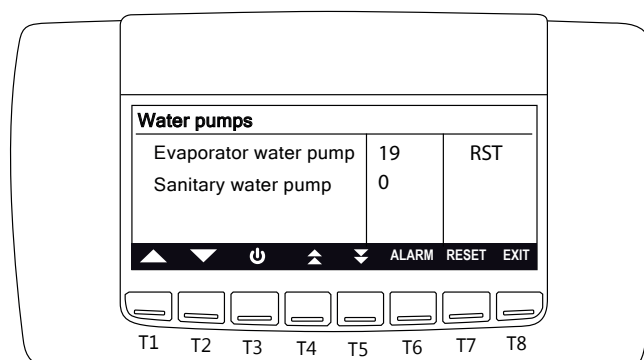 Water pumps
Evaporator water pump 19 RST
Sanitary water pump 0
ALARM RESET EXIT
T1 T2 T3 T4 T5 T6 T7 T8